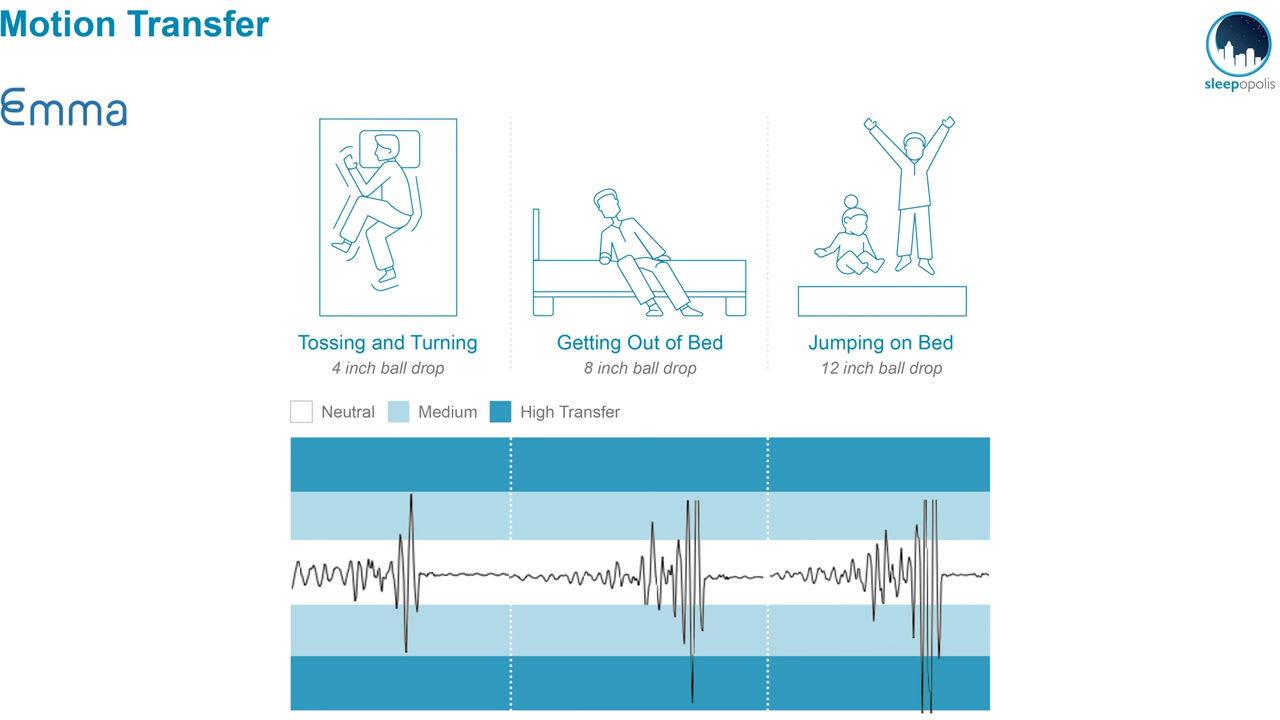 Motion Transfer
sleepopolis
Emma
Tossing and Turning
4 inch ball drop
Getting Out of Bed
8 inch ball drop
Jumping on Bed
12 inch ball drop
Neutral
Medium
High Transfer